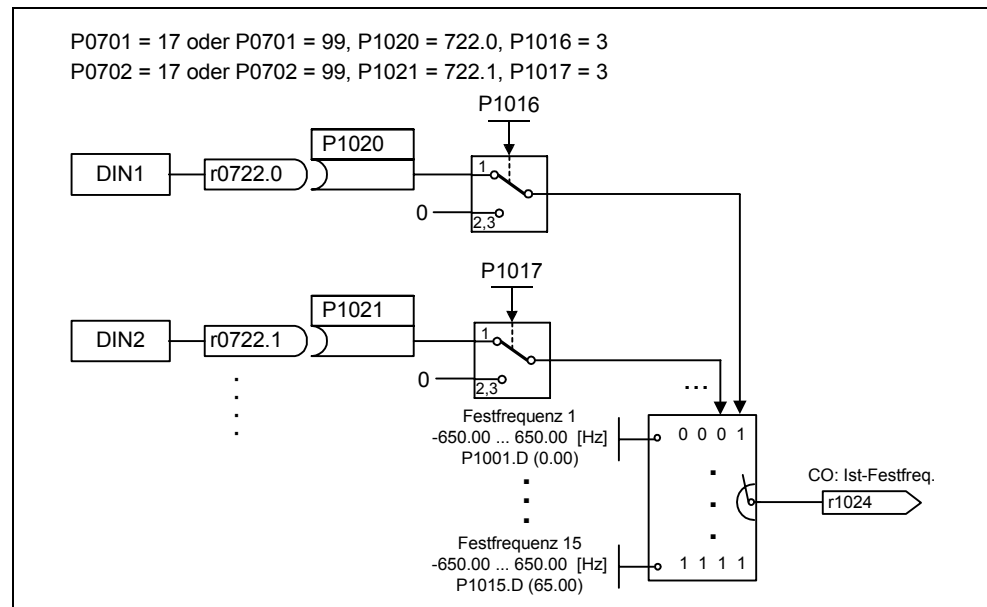 P0701 = 17 oder P0701 = 99, P1020 = 722.0, P1016 = 3
P0702 = 17 oder P0702 = 99, P1021 = 722.1, P1017 = 3
P1016
P1020
DIN1
r0722.0
1
0
2,3
P1017
P1021
DIN2
r0722.1
1
0
2,3
...
Festfrequenz 1
-650.00 ... 650.00 [Hz]
P1001.D (0.00)
0 0 0 1
CO: Ist-Festfreq.
r1024
Festfrequenz 15
-650.00 ... 650.00 [Hz]
P1015.D (65.00)
1 1 1 1